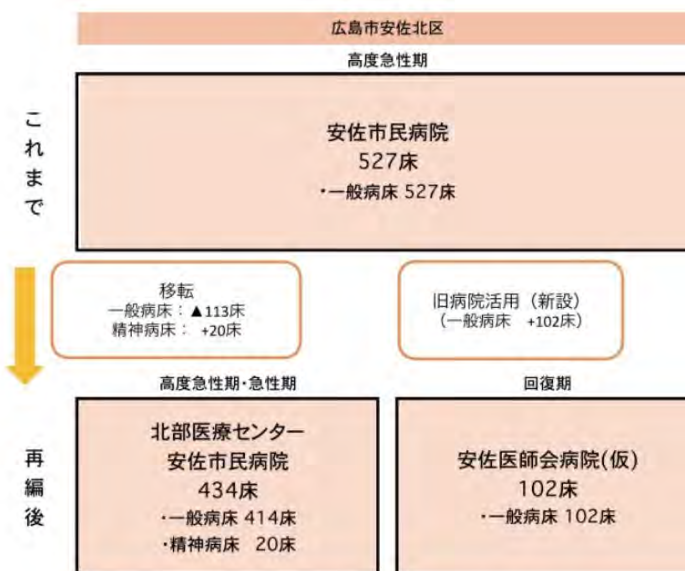 広島市安佐北区
高度急性期
これまで
安佐市民病院
527床
・一般病床 527床
移転
一般病床：▲113床
精神病床： +20床
旧病院活用（新設）
（一般病床 +102床）
再編後
高度急性期・急性期
北部医療センター
安佐市民病院
434床
・一般病床 414床
・精神病床 20床
回復期
安佐医師会病院(仮)
102床
・一般病床 102床